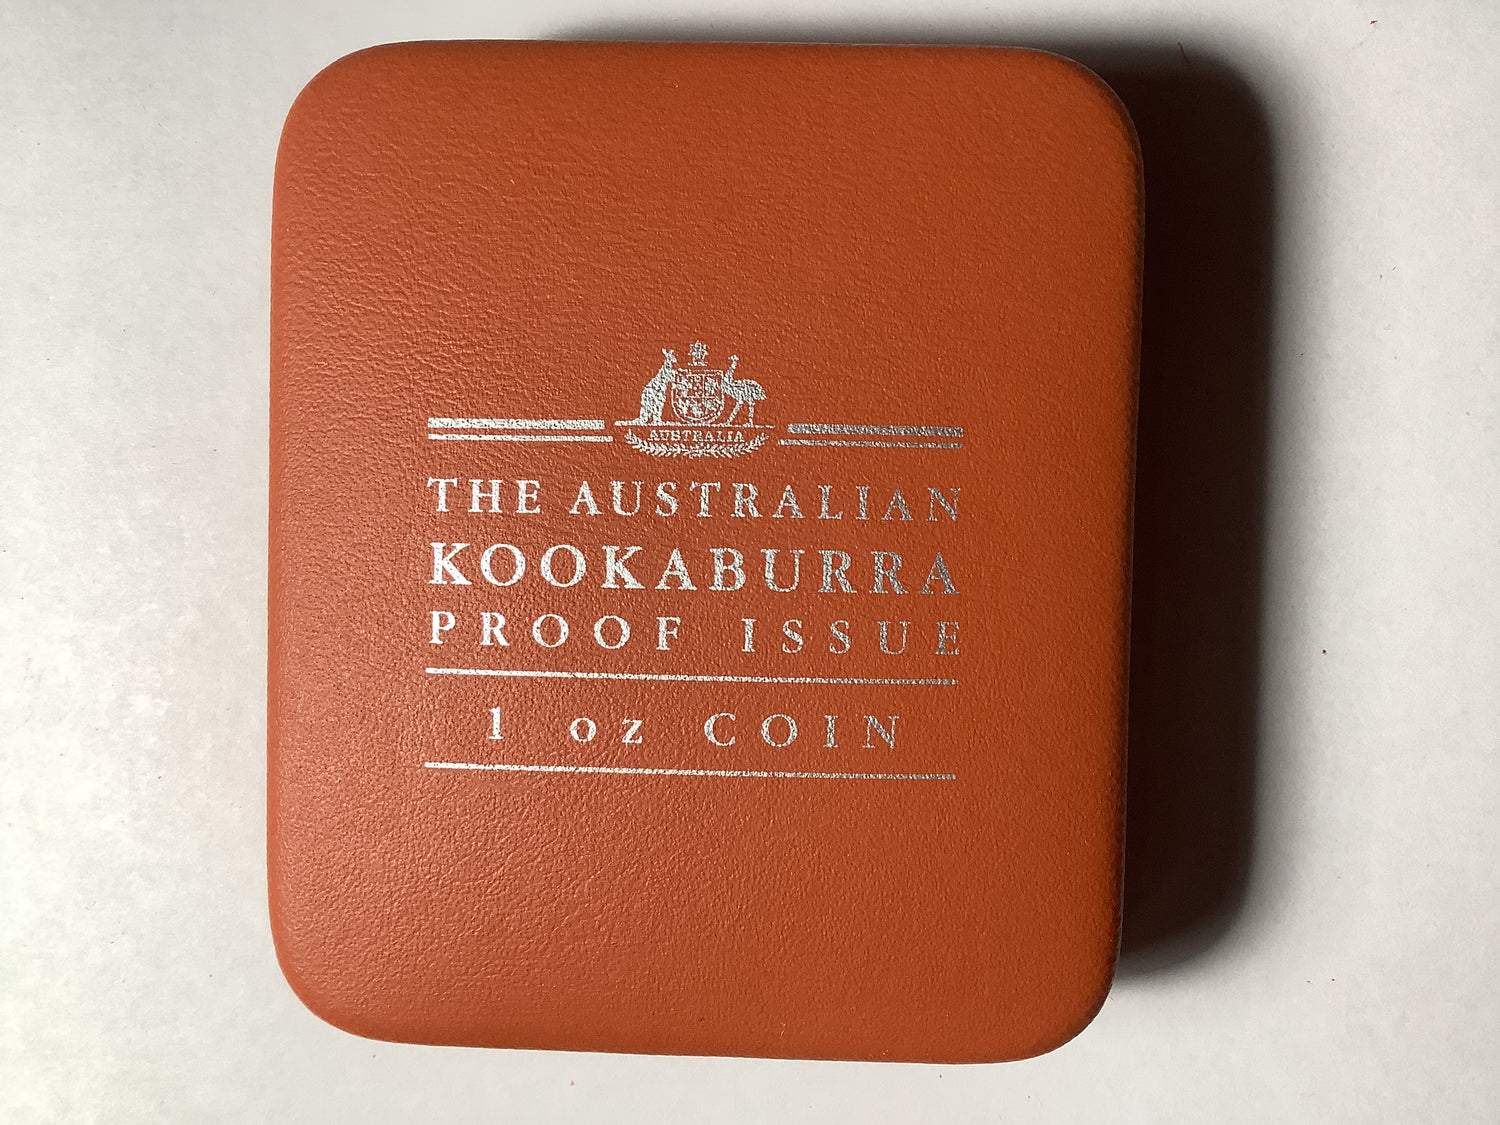 AUSTRALIA
THE AUSTRALIAN
KOOKABURRA
PROOF ISSUE
1 oz COIN